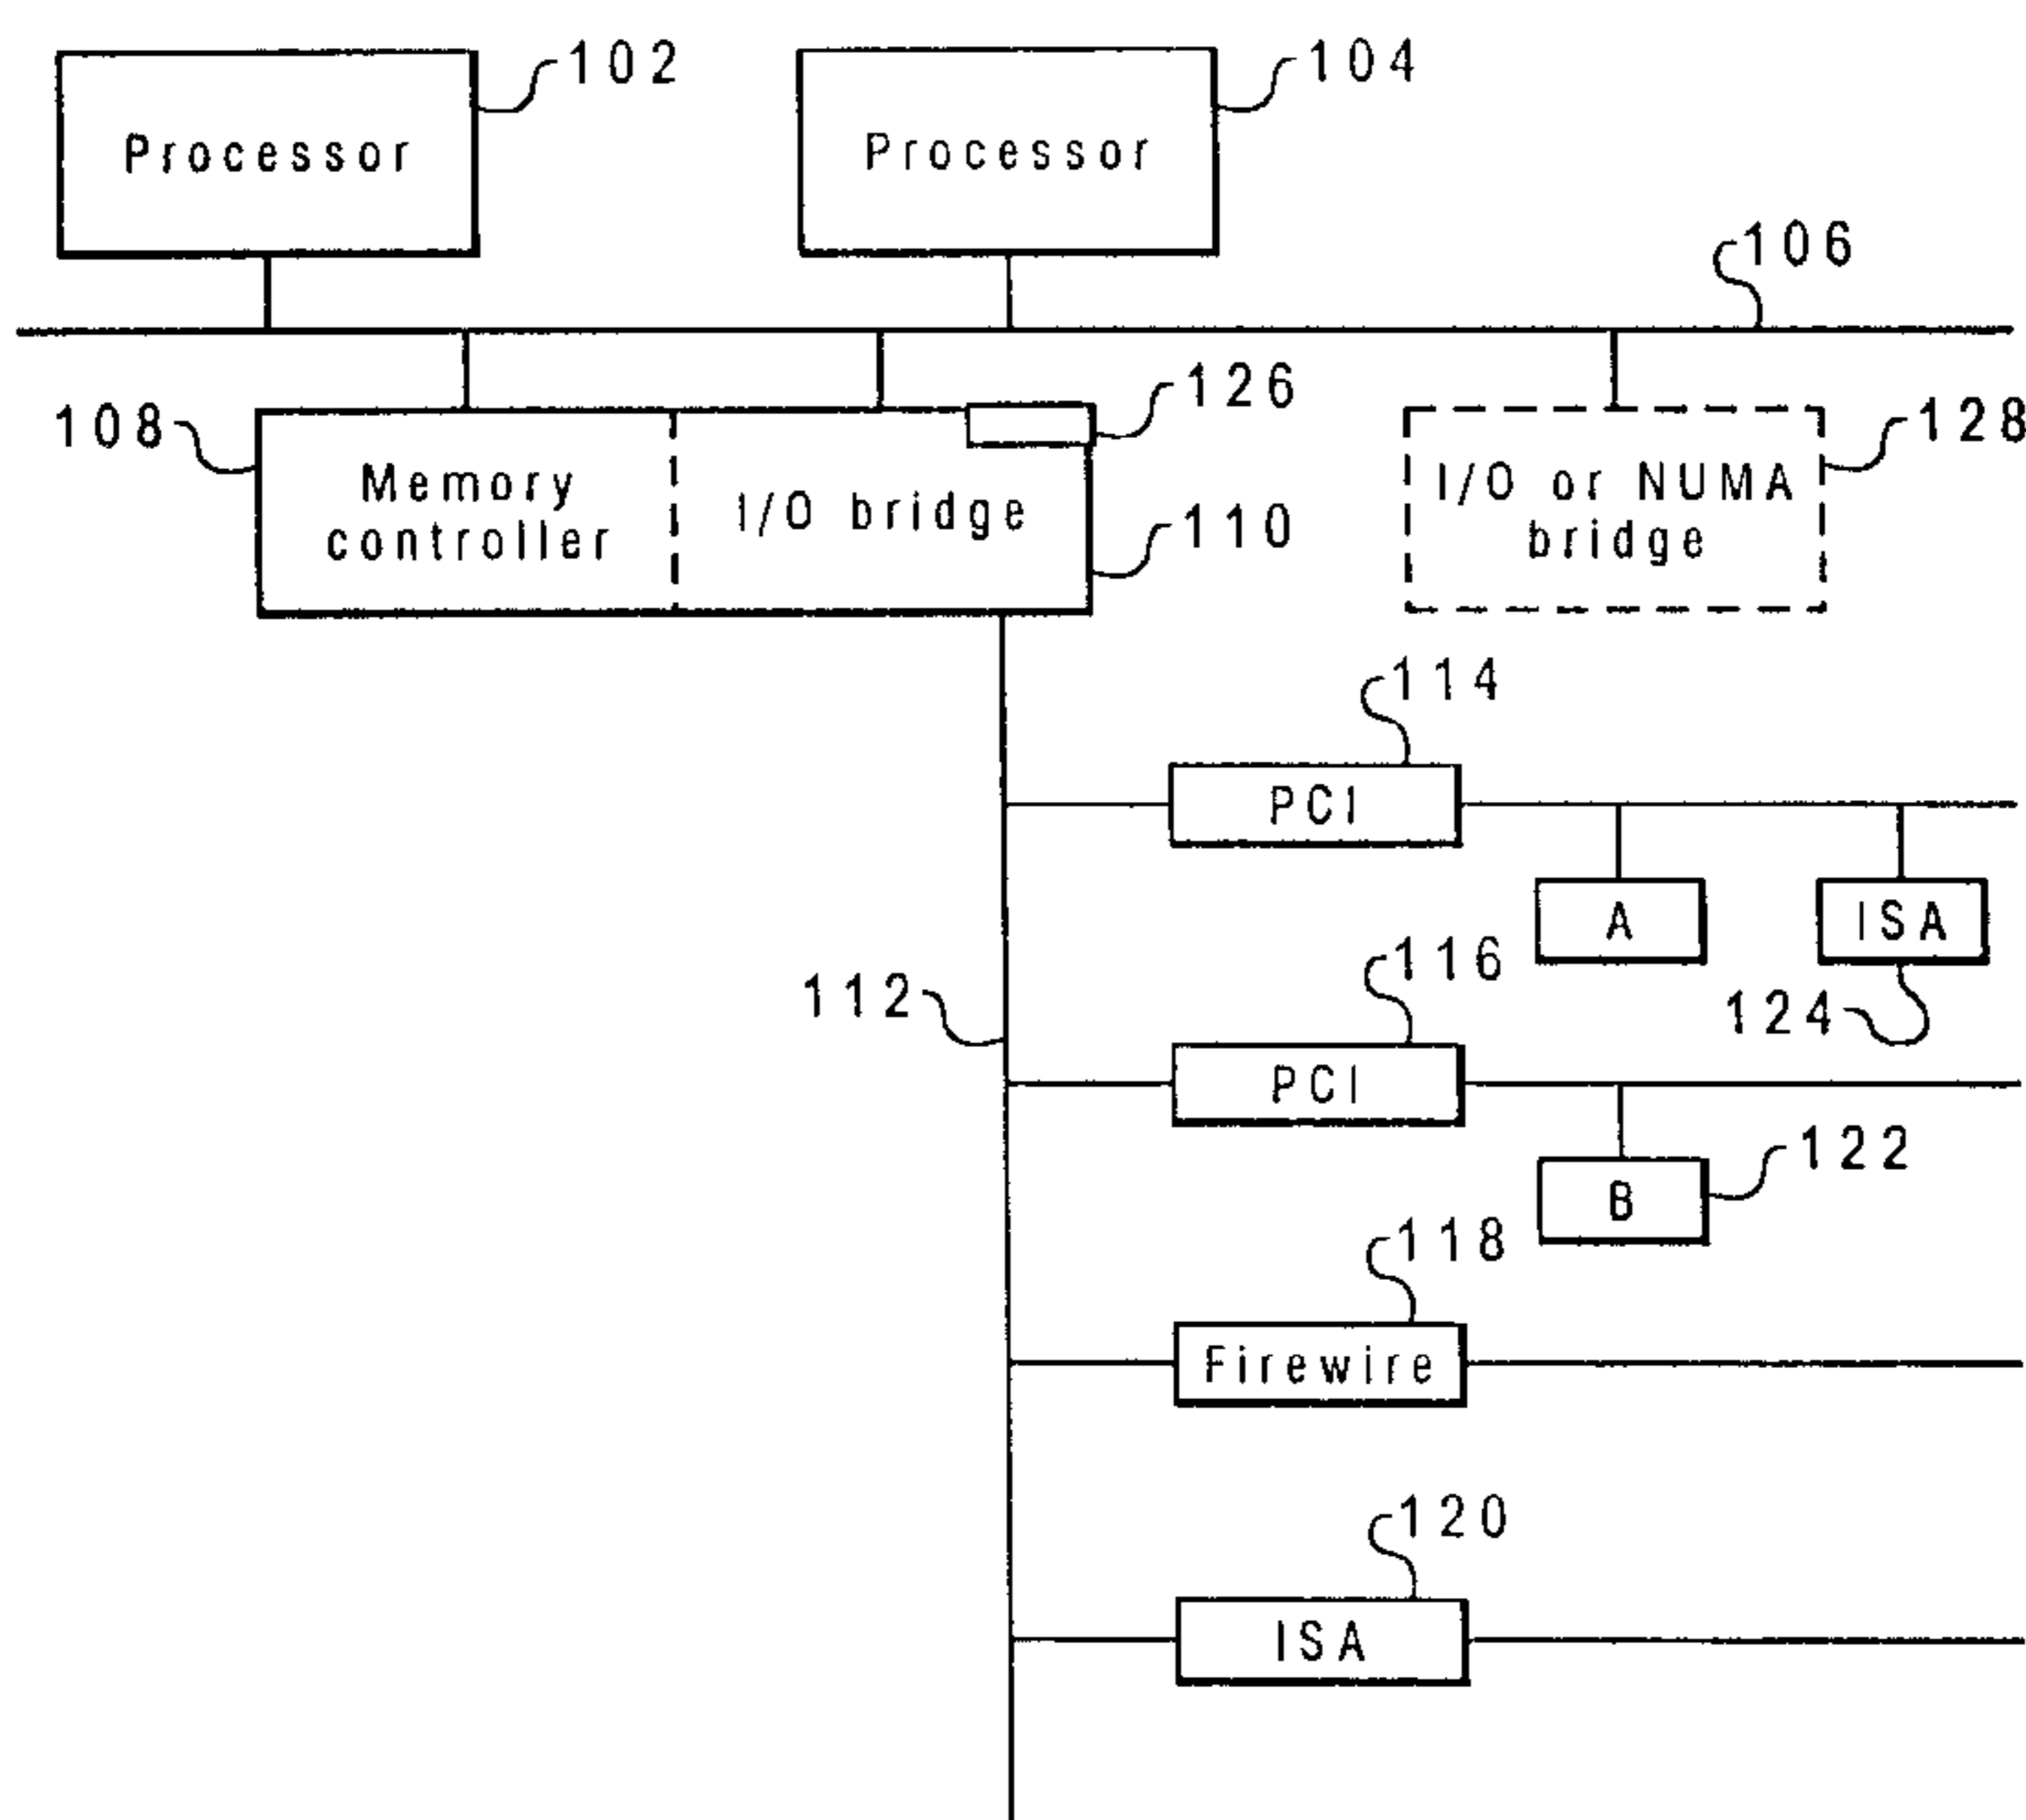 102
104
Processor
Processor
106
126
108
128
Memory
controller
I/O bridge
I/O or NUMA
bridge
110
114
PCI
A
ISA
116
112
124
PCI
122
B
118
Firewire
120
ISA